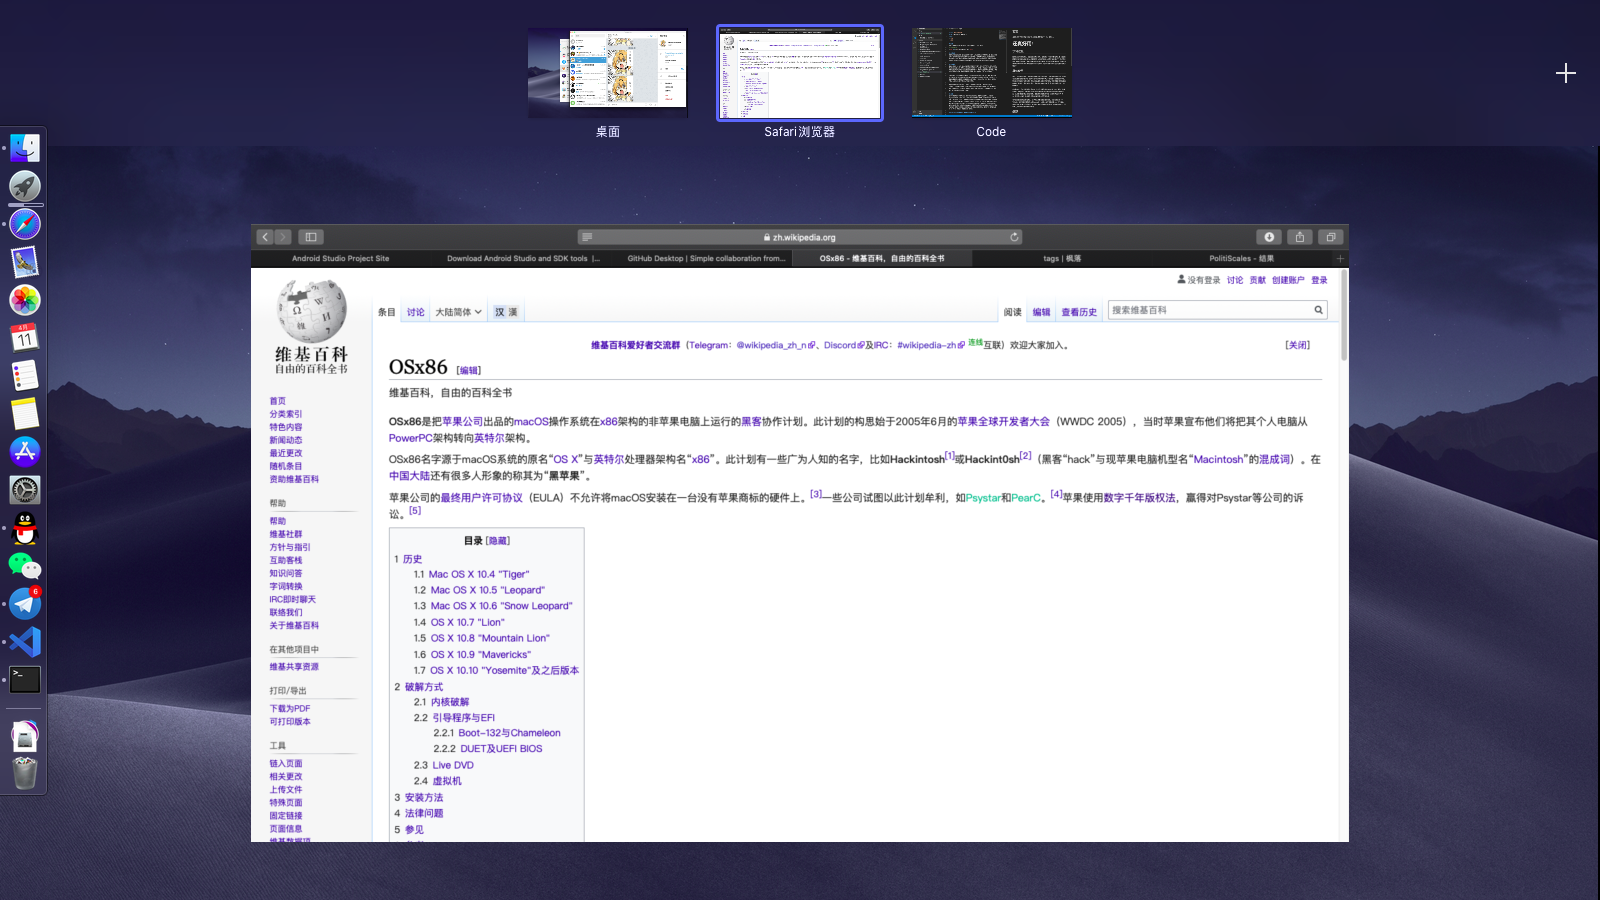 桌面
Safari浏览器
Code
zh.wikipedia.org
Android Studio Project Site
Download Android Studio and SDK tools |...
GitHub Desktop | Simple collaboration from...
OSx86 - 维基百科，自由的百科全书
tags | 枫落
PolitiScales - 结果
没有登录 讨论 贡献 创建账户 登录
条目 讨论 大陆简体 汉 漢
阅读 编辑 查看历史 搜索维基百科
维基百科
自由的百科全书
维基百科爱好者交流群（Telegram：@wikipedia_zh_n、Discord及IRC：#wikipedia-zh 连线 互联）欢迎大家加入。
[关闭]
OSx86 [编辑]
维基百科，自由的百科全书
OSx86是把苹果公司出品的macOS操作系统在x86架构的非苹果电脑上运行的黑客协作计划。此计划的构思始于2005年6月的苹果全球开发者大会（WWDC 2005），当时苹果宣布他们将把其个人电脑从
PowerPC架构转向英特尔架构。
OSx86名字源于macOS系统的原名“OS X”与英特尔处理器架构名“x86”。此计划有一些广为人知的名字，比如Hackintosh[1]或Hackint0sh[2]（黑客“hack”与现苹果电脑机型名“Macintosh”的混成词）。在
中国大陆还有很多人形象的称其为“黑苹果”。
苹果公司的最终用户许可协议（EULA）不允许将macOS安装在一台没有苹果商标的硬件上。[3]一些公司试图以此计划牟利，如Psystar和PearC。[4]苹果使用数字千年版权法，赢得对Psystar等公司的诉
讼。[5]
目录 [隐藏]
1 历史
1.1 Mac OS X 10.4 "Tiger"
1.2 Mac OS X 10.5 "Leopard"
1.3 Mac OS X 10.6 "Snow Leopard"
1.4 OS X 10.7 "Lion"
1.5 OS X 10.8 "Mountain Lion"
1.6 OS X 10.9 "Mavericks"
1.7 OS X 10.10 "Yosemite"及之后版本
2 破解方式
2.1 内核破解
2.2 引导程序与EFI
2.2.1 Boot-132与Chameleon
2.2.2 DUET及UEFI BIOS
2.3 Live DVD
2.4 虚拟机
3 安装方法
4 法律问题
5 参见
首页
分类索引
特色内容
新闻动态
最近更改
随机条目
资助维基百科
帮助
帮助
维基社群
方针与指引
互助客栈
知识问答
字词转换
IRC即时聊天
联络我们
关于维基百科
在其他项目中
维基共享资源
打印/导出
下载为PDF
可打印版本
工具
链入页面
相关更改
上传文件
特殊页面
固定链接
页面信息
4月
11
6